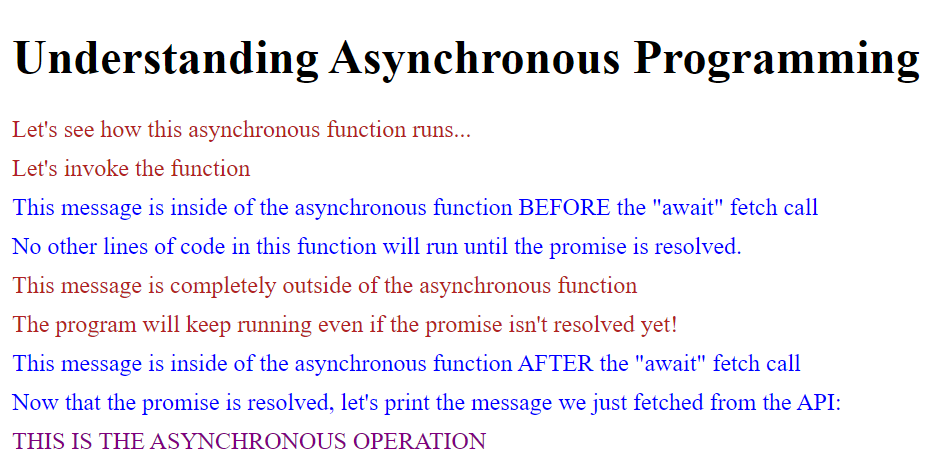 Understanding Asynchronous Programming
Let's see how this asynchronous function runs...
Let's invoke the function
This message is inside of the asynchronous function BEFORE the "await" fetch call
No other lines of code in this function will run until the promise is resolved.
This message is completely outside of the asynchronous function
The program will keep running even if the promise isn't resolved yet!
This message is inside of the asynchronous function AFTER the "await" fetch call
Now that the promise is resolved, let's print the message we just fetched from the API:
THIS IS THE ASYNCHRONOUS OPERATION